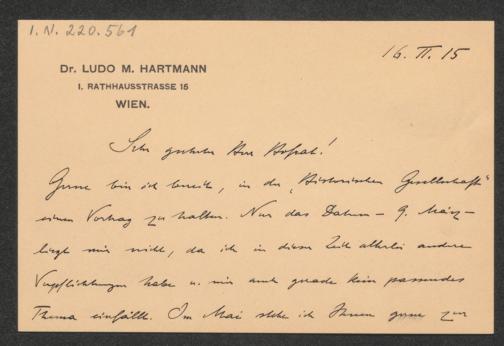 I.N. 220.561
16. II. 15
Dr. LUDO M. HARTMANN
I. RATHHAUSSTRASSE 15
WIEN.
Sehr geehrter Herr Hofrat!
Gerne bin ich bereit, in der „Historischen Gesellschaft“
einen Vortrag zu halten. Nur das Datum – 9. März –
liegt mir nicht, da ich in dieser Zeit allerlei andere
Verpflichtungen habe u. mir auch gerade kein passendes
Thema einfällt. Im Mai stehe ich Ihnen gerne zur